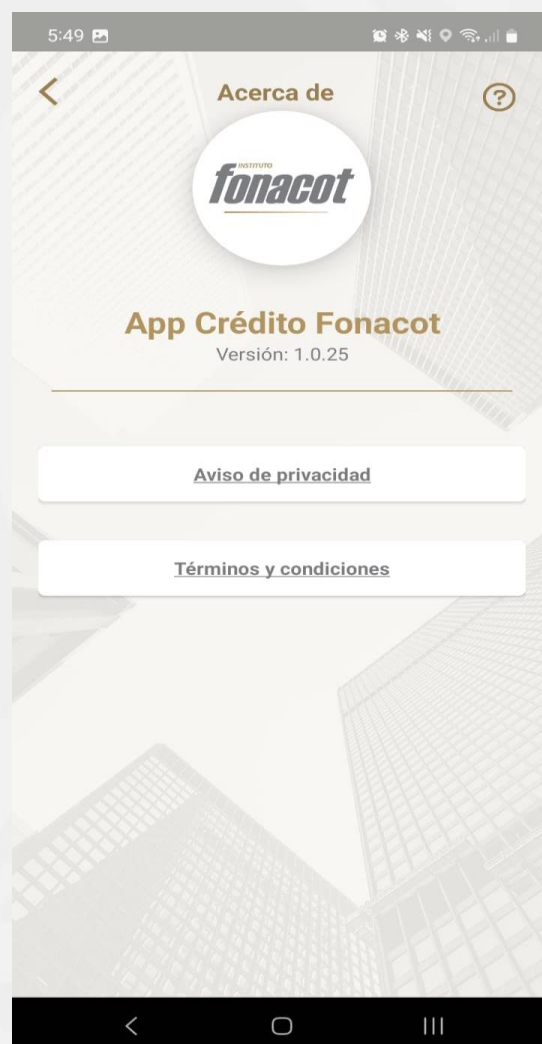 5:49
Acerca de
?
INSTITUTO
fonacot
App Crédito Fonacot
Versión: 1.0.25
Aviso de privacidad
Términos y condiciones